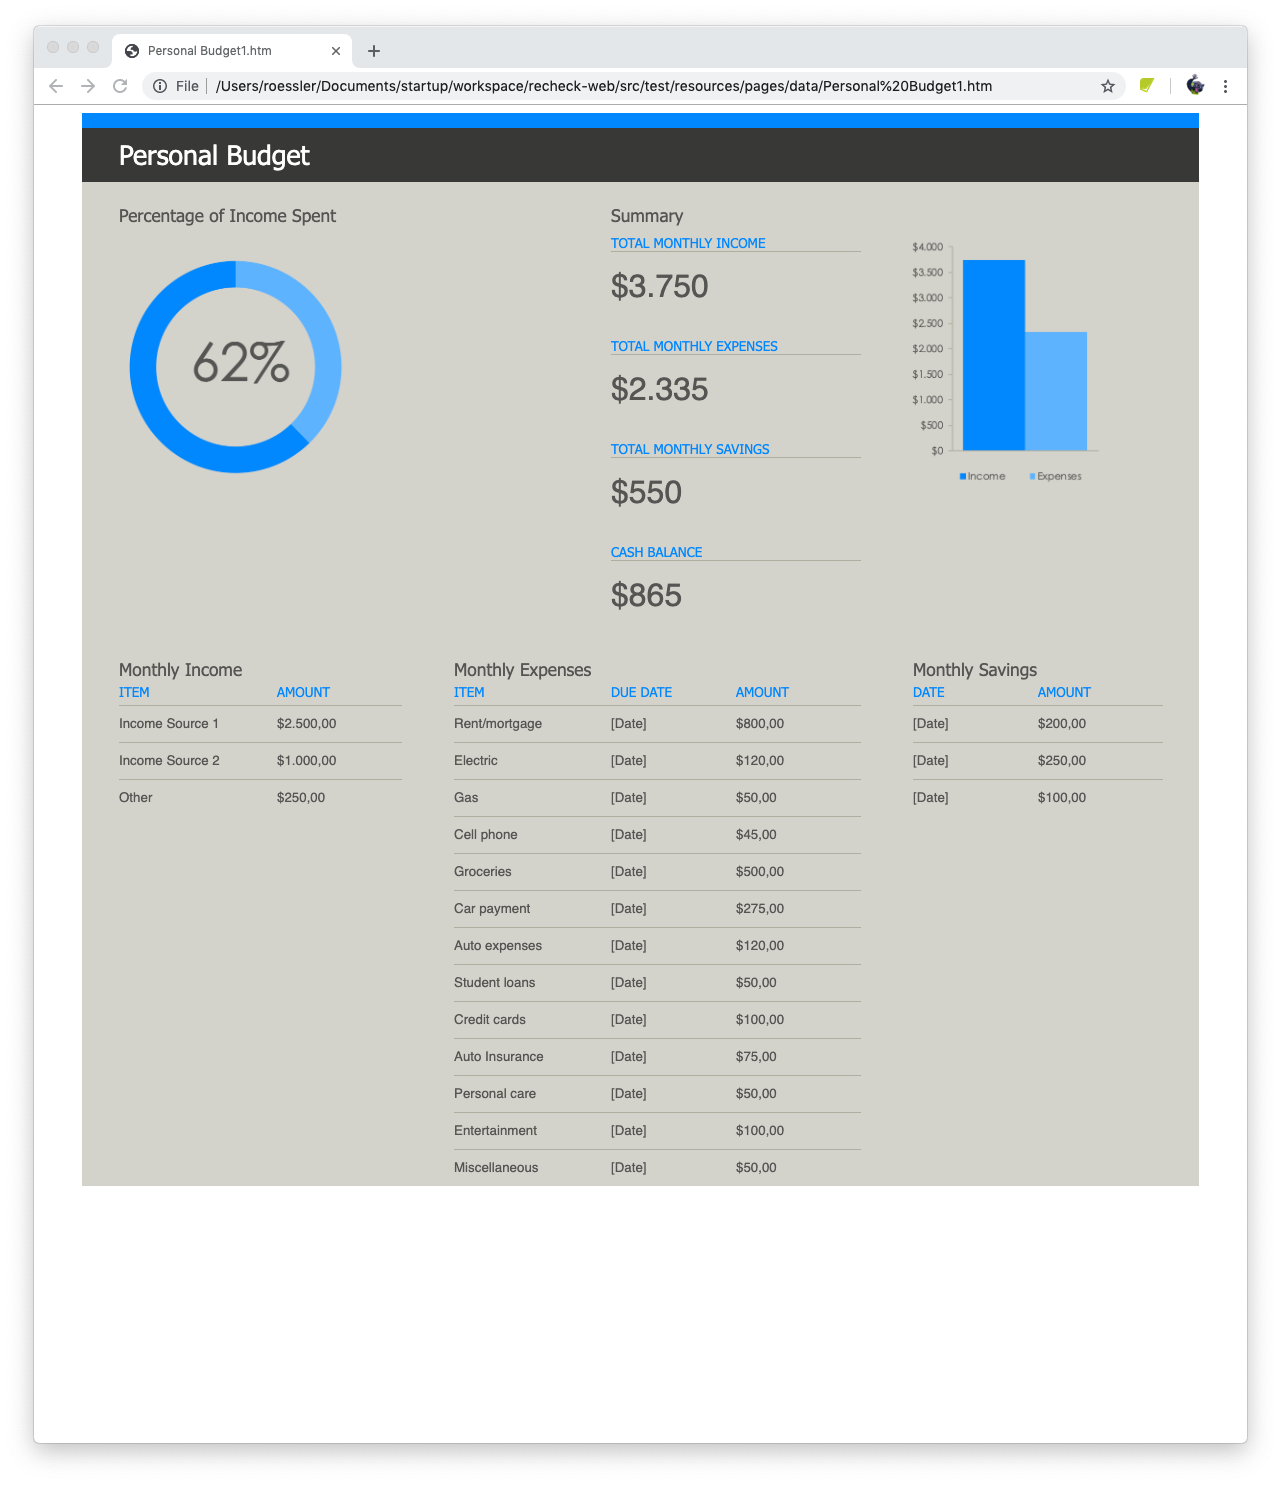 Personal Budget1.htm
File /Users/roessler/Documents/startup/workspace/recheck-web/src/test/resources/pages/data/Personal%20Budget1.htm
Personal Budget
Percentage of Income Spent
62%
Summary
TOTAL MONTHLY INCOME
$3.750
TOTAL MONTHLY EXPENSES
$2.335
TOTAL MONTHLY SAVINGS
$550
CASH BALANCE
$865
$4.000
$3.500
$3.000
$2.500
$2.000
$1.500
$1.000
$500
$0
Income Expenses
Monthly Income
ITEM AMOUNT
Income Source 1 $2.500,00
Income Source 2 $1.000,00
Other $250,00
Monthly Expenses
ITEM DUE DATE AMOUNT
Rent/mortgage [Date] $800,00
Electric [Date] $120,00
Gas [Date] $50,00
Cell phone [Date] $45,00
Groceries [Date] $500,00
Car payment [Date] $275,00
Auto expenses [Date] $120,00
Student loans [Date] $50,00
Credit cards [Date] $100,00
Auto Insurance [Date] $75,00
Personal care [Date] $50,00
Entertainment [Date] $100,00
Miscellaneous [Date] $50,00
Monthly Savings
DATE AMOUNT
[Date] $200,00
[Date] $250,00
[Date] $100,00